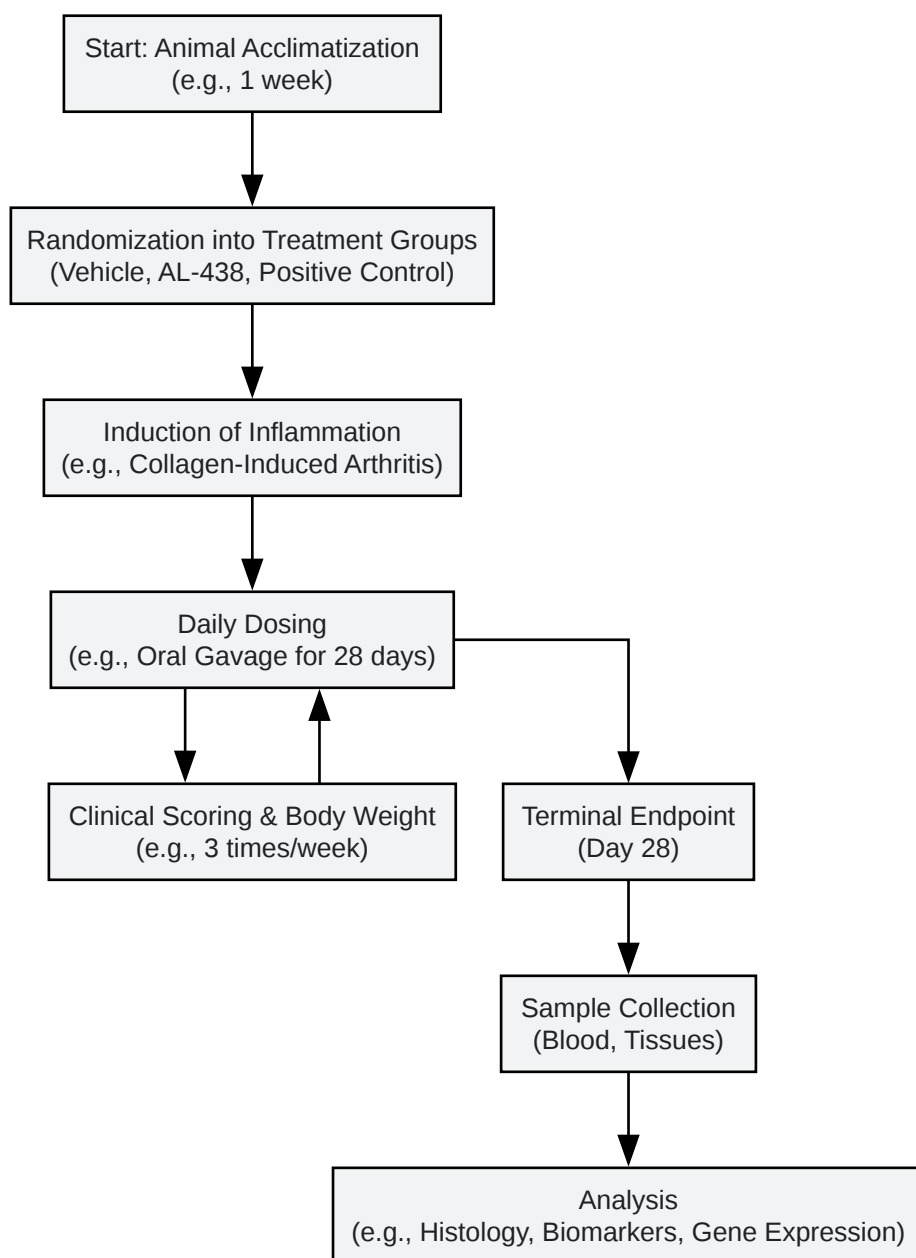 Start: Animal Acclimatization
(e.g., 1 week)
Randomization into Treatment Groups
(Vehicle, AL-438, Positive Control)
Induction of Inflammation
(e.g., Collagen-Induced Arthritis)
Daily Dosing
(e.g., Oral Gavage for 28 days)
Clinical Scoring & Body Weight
(e.g., 3 times/week)
Terminal Endpoint
(Day 28)
Sample Collection
(Blood, Tissues)
Analysis
(e.g., Histology, Biomarkers, Gene Expression)